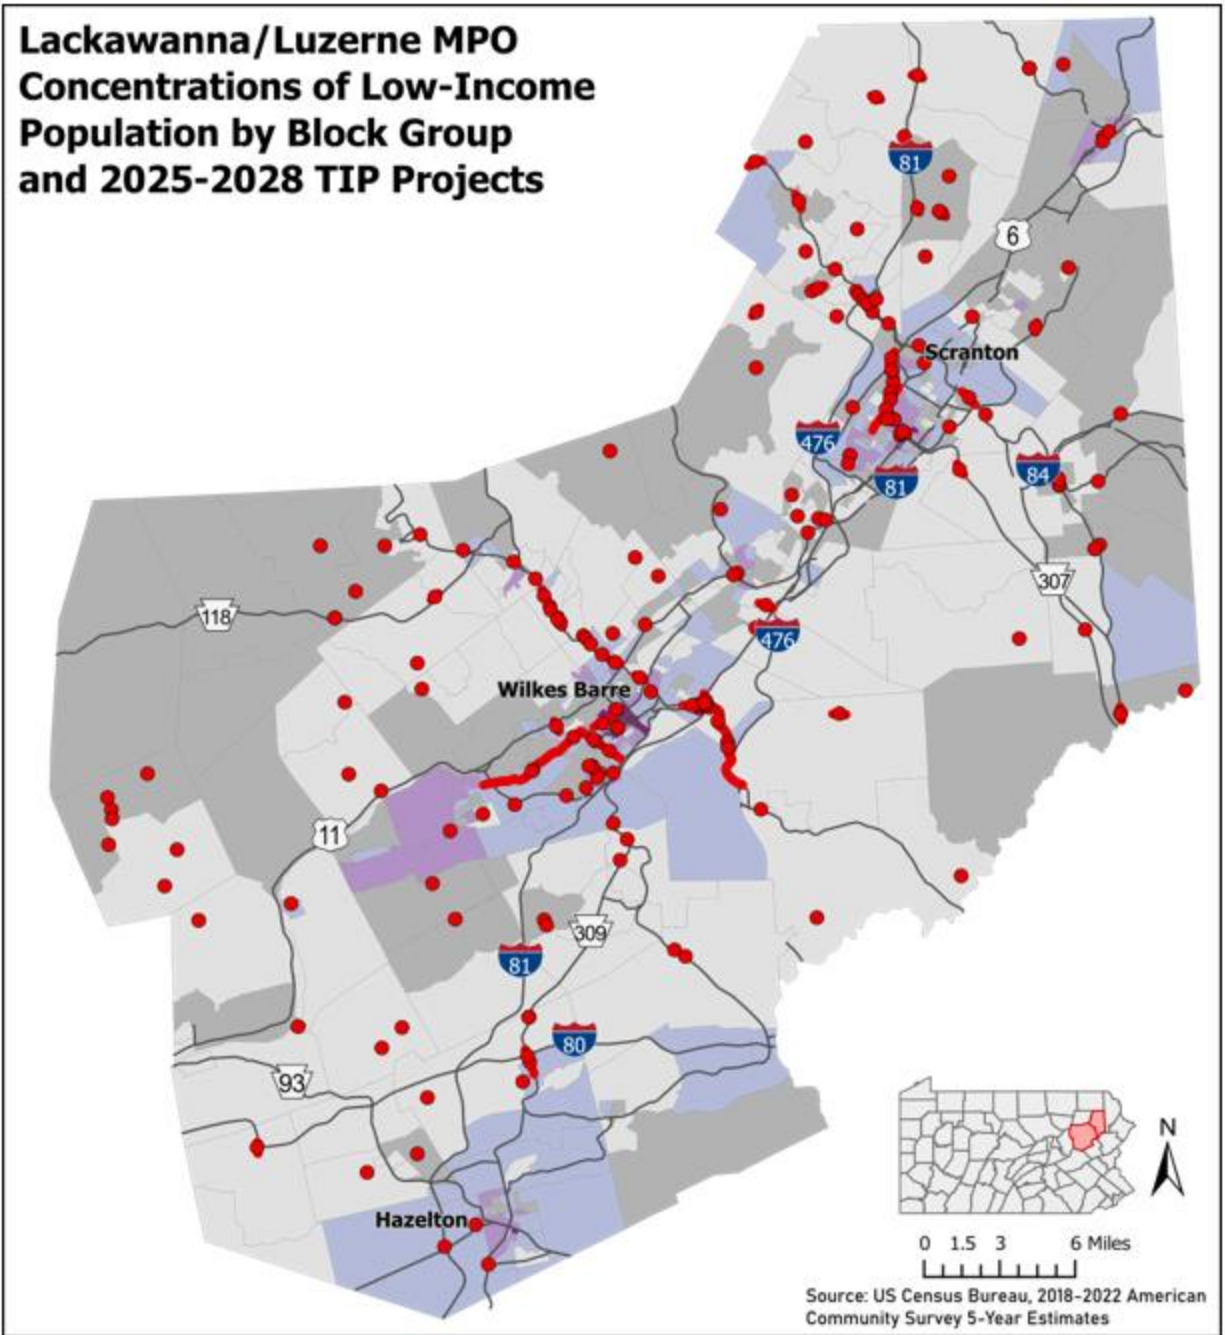 Lackawanna/Luzerne MPO
Concentrations of Low-Income
Population by Block Group
and 2025-2028 TIP Projects
81
6
Scranton
476
81
84
307
118
476
Wilkes Barre
11
309
81
80
93
Hazelton
N
0 1.5 3 6 Miles
Source: US Census Bureau, 2018-2022 American
Community Survey 5-Year Estimates